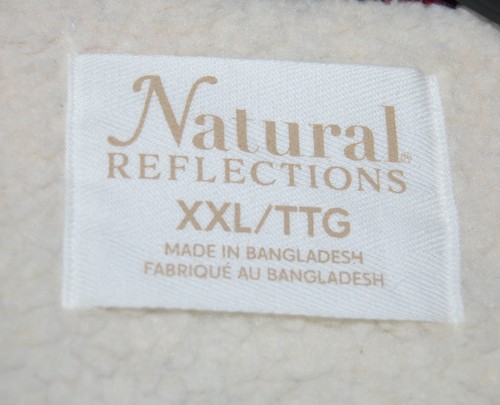 Natural®
REFLECTIONS
XXL/TTG
MADE IN BANGLADESH
FABRIQUÉ AU BANGLADESH